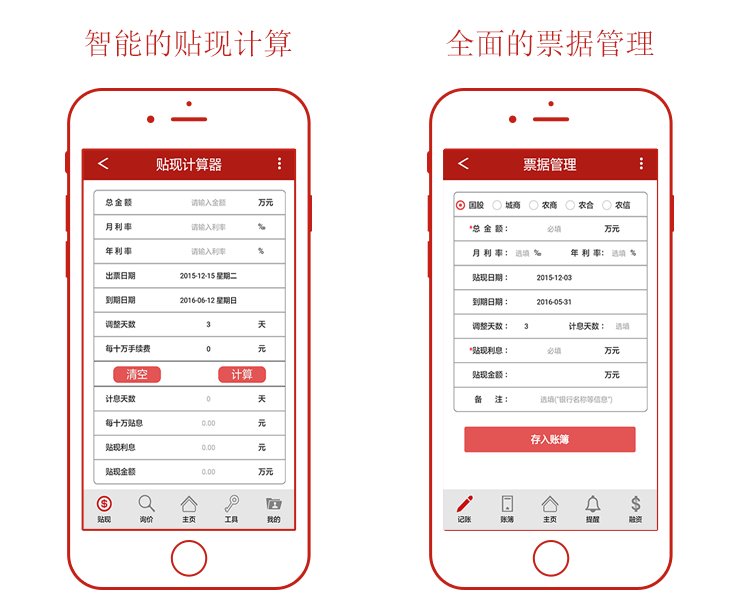 智能的贴现计算
贴现计算器
总 金 额 请输入金额 万元
月 利 率 请输入利率 ‰
年 利 率 请输入利率 %
出票日期 2015-12-15 星期二
到期日期 2016-06-12 星期日
调整天数 3 天
每十万手续费 0 元
清空 计算
计息天数 0 天
每十万贴息 0.00 元
贴现利息 0.00 元
贴现金额 0.00 万元
贴现 询价 主页 工具 我的
全面的票据管理
票据管理
国股 城商 农商 农合 农信
*总 金 额： 必填 万元
月 利 率： 选填 ‰ 年 利 率： 选填 %
贴现日期： 2015-12-03
到期日期： 2016-05-31
调整天数： 3 计息天数： 选填
*贴现利息： 必填 万元
贴现金额： 万元
备 注： 选填("银行名称等信息")
存入账簿
记账 账簿 主页 提醒 融资